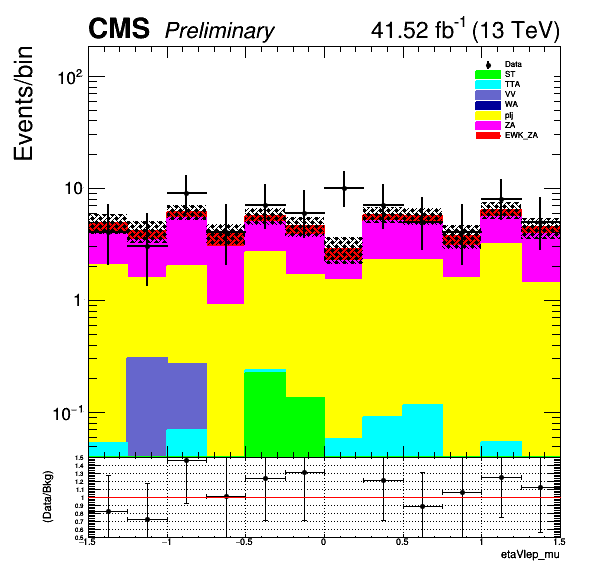 CMS Preliminary 41.52 fb⁻¹ (13 TeV)
Events/bin
10²
10
1
10⁻¹
Data
ST
TTA
VV
WA
plj
ZA
EWK_ZA
(Data/Bkg)
1.5
1.4
1.3
1.2
1.1
1
0.9
0.8
0.7
0.6
0.5
−1.5 −1 −0.5 0 0.5 1 1.5
etaVlep_mu